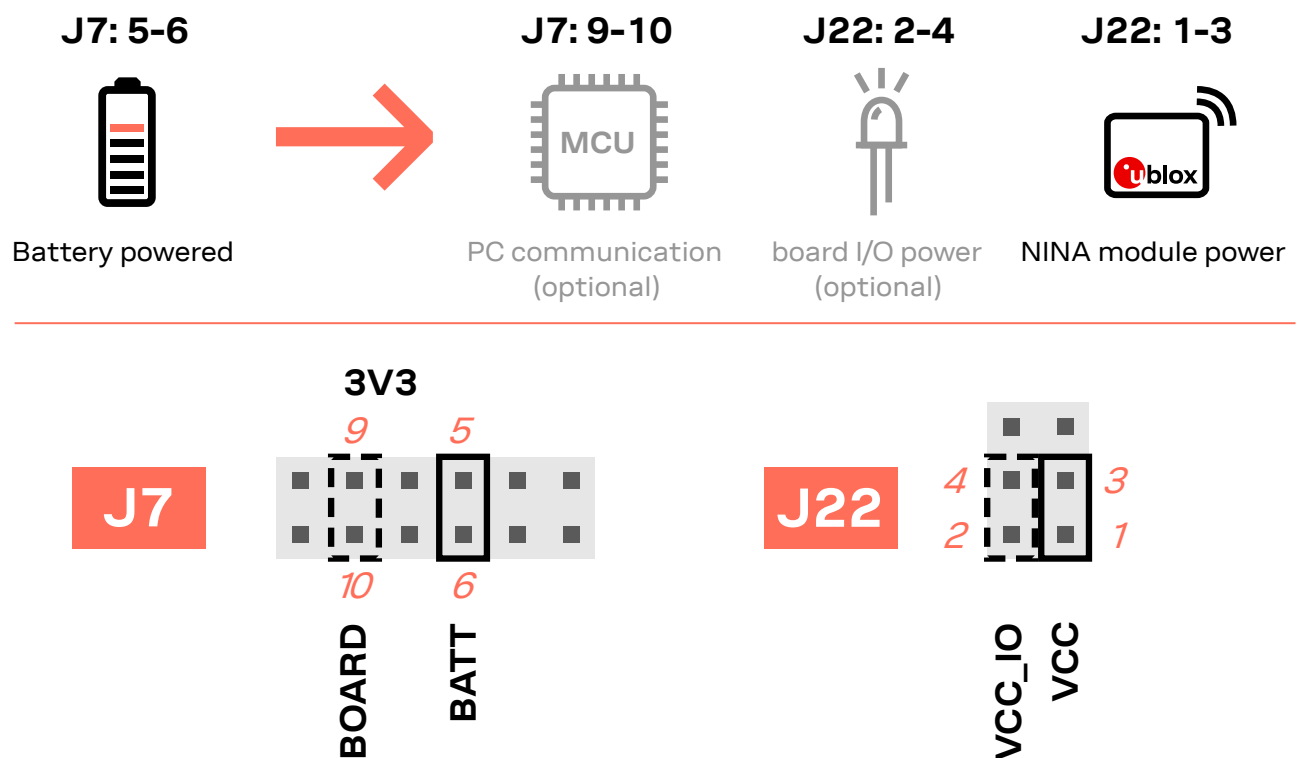 J7: 5-6
J7: 9-10
J22: 2-4
J22: 1-3
MCU
ublox
Battery powered
PC communication
(optional)
board I/O power
(optional)
NINA module power
3V3
9
5
J7
10
6
BOARD
BATT
J22
4
3
2
1
VCC_IO
VCC